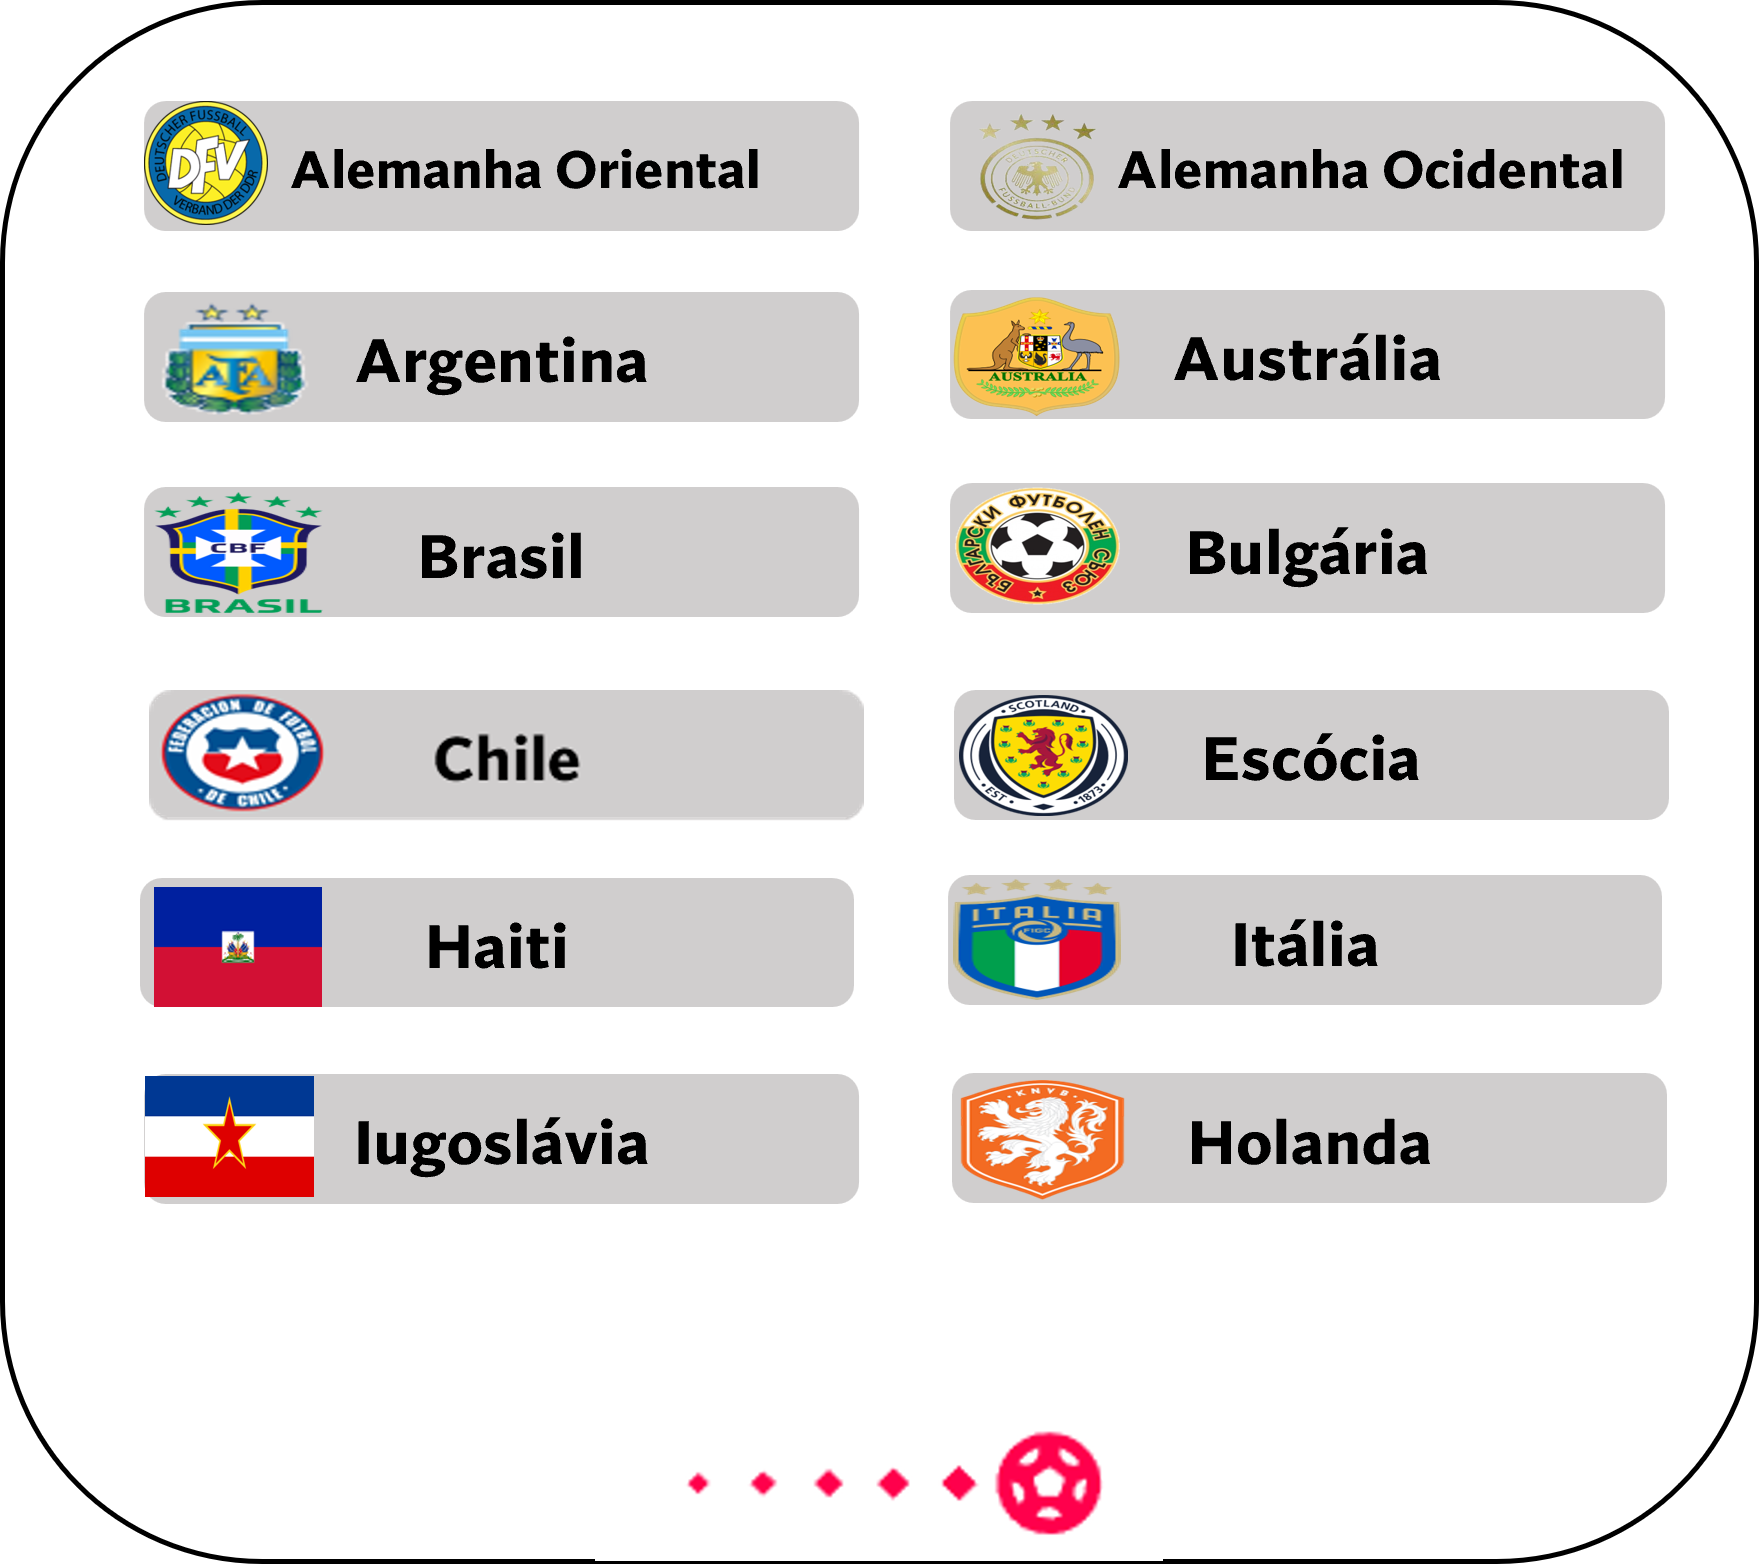 DEUTSCHER FUSSBALL
DFV
VERBAND DER DDR
Alemanha Oriental
DEUTSCHER
FUSSBALL-BUND
Alemanha Ocidental
AFA
Argentina
AUSTRALIA
Austrália
CBF
BRASIL
Brasil
БЪЛГАРСКИ ФУТБОЛЕН СЪЮЗ
Bulgária
FEDERACION DE FUTBOL
DE CHILE
Chile
SCOTLAND
EST 1873
Escócia
Haiti
ITALIA
FIGC
Itália
Iugoslávia
KNVB
Holanda